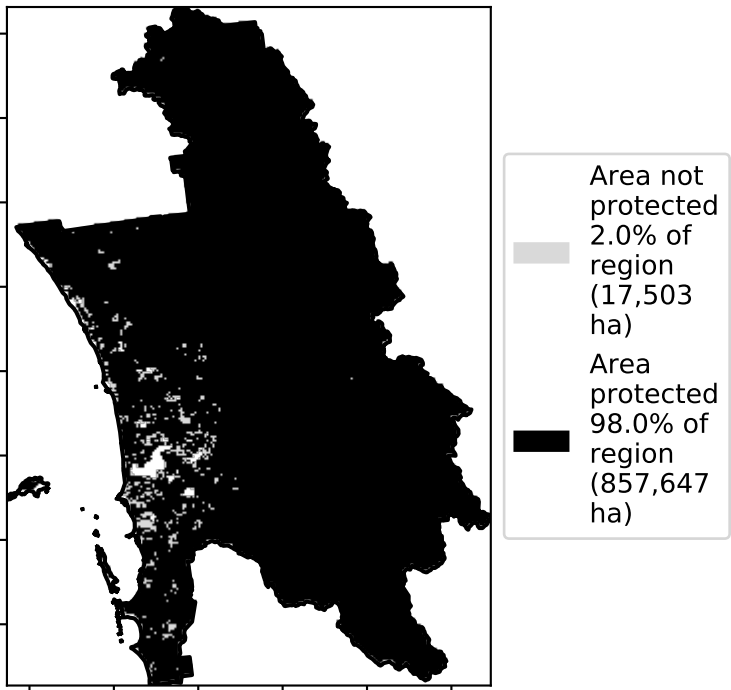 Area not
protected
2.0% of
region
(17,503
ha)
Area
protected
98.0% of
region
(857,647
ha)